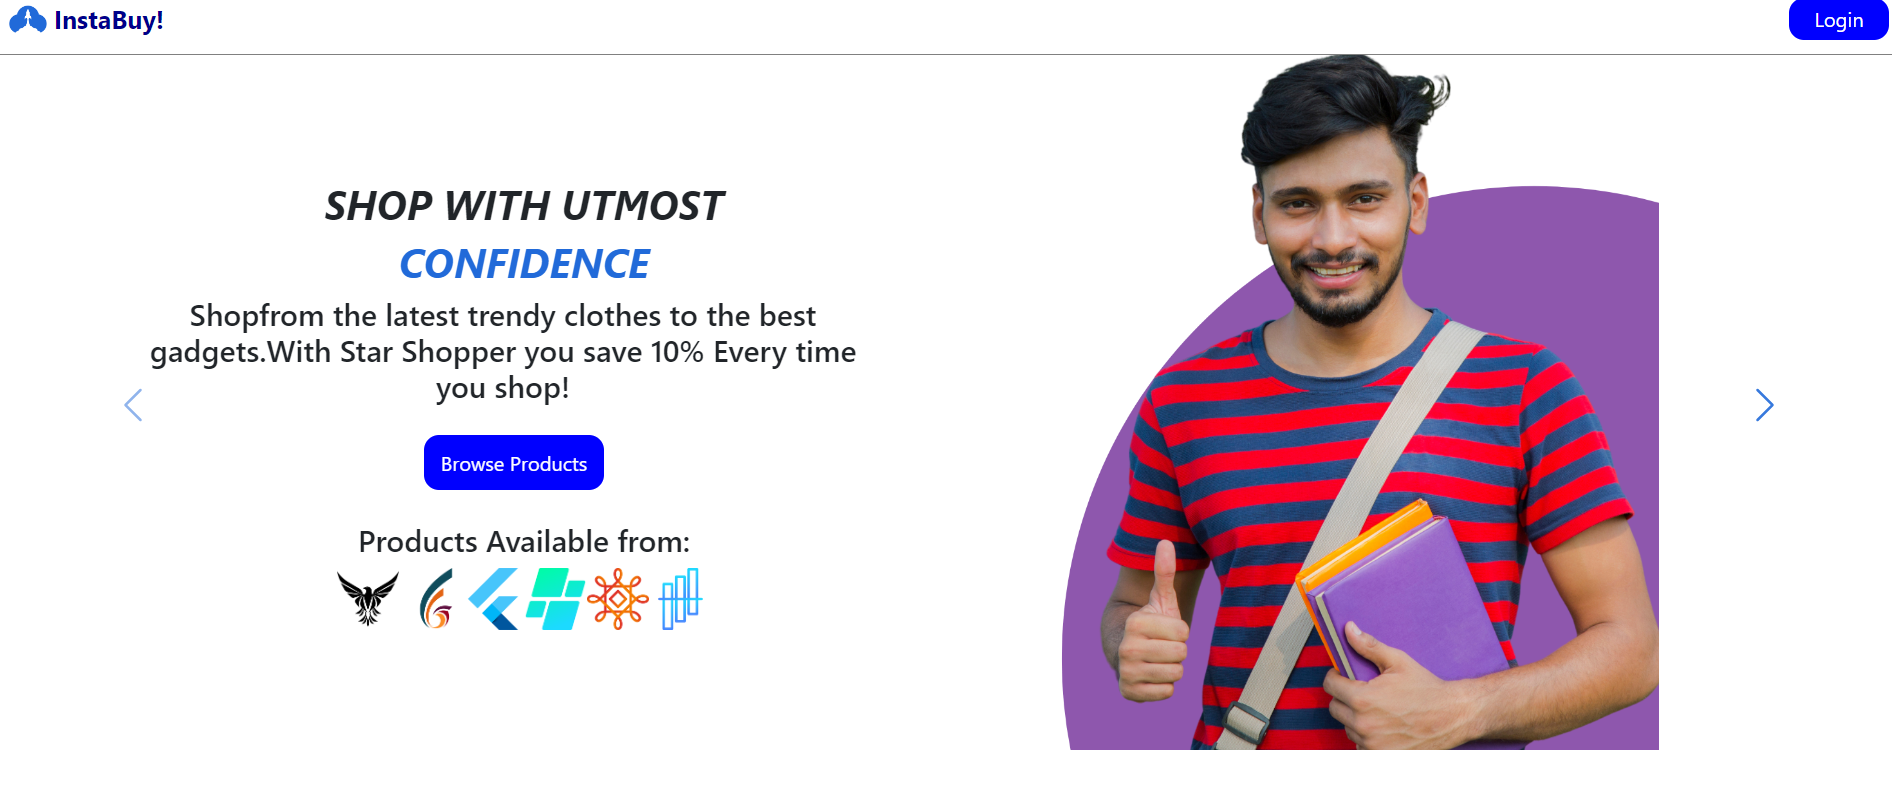 InstaBuy!
Login
SHOP WITH UTMOST
CONFIDENCE
Shopfrom the latest trendy clothes to the best
gadgets.With Star Shopper you save 10% Every time
you shop!
Browse Products
Products Available from: